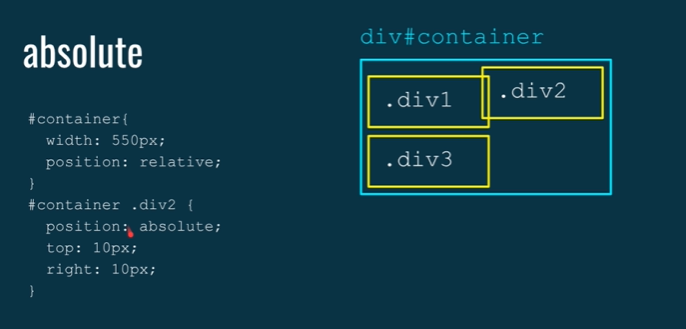 absolute
#container{
width: 550px;
position: relative;
}
#container .div2 {
position: absolute;
top: 10px;
right: 10px;
}
div#container
.div1
.div2
.div3